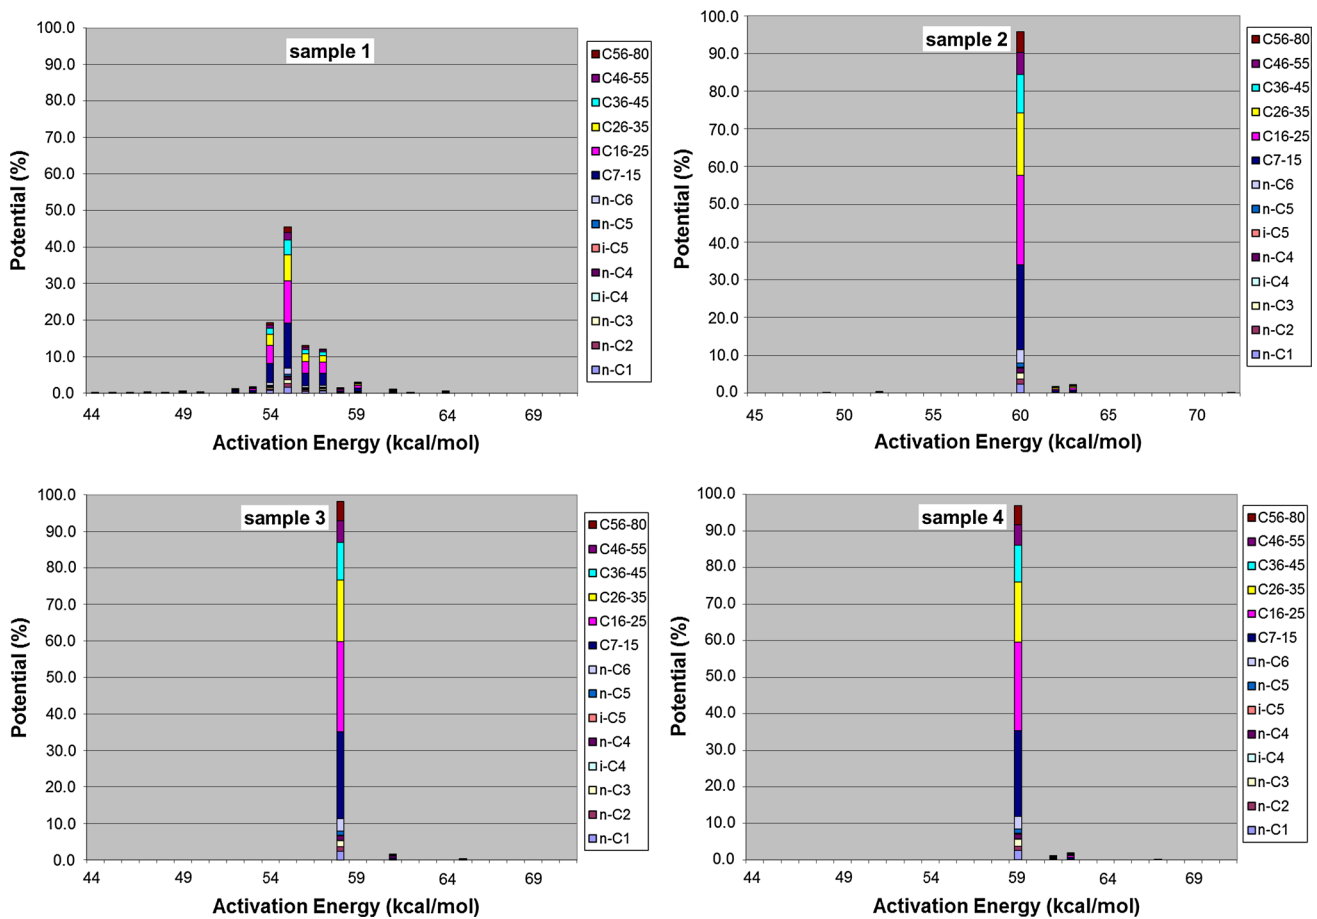 sample 1
Potential (%)
100.0
90.0
80.0
70.0
60.0
50.0
40.0
30.0
20.0
10.0
0.0
44 49 54 59 64 69
Activation Energy (kcal/mol)
C56-80
C46-55
C36-45
C26-35
C16-25
C7-15
n-C6
n-C5
i-C5
n-C4
i-C4
n-C3
n-C2
n-C1
sample 2
Potential (%)
100.0
90.0
80.0
70.0
60.0
50.0
40.0
30.0
20.0
10.0
0.0
45 50 55 60 65 70
Activation Energy (kcal/mol)
C56-80
C46-55
C36-45
C26-35
C16-25
C7-15
n-C6
n-C5
i-C5
n-C4
i-C4
n-C3
n-C2
n-C1
sample 3
Potential (%)
100.0
90.0
80.0
70.0
60.0
50.0
40.0
30.0
20.0
10.0
0.0
44 49 54 59 64 69
Activation Energy (kcal/mol)
C56-80
C46-55
C36-45
C26-35
C16-25
C7-15
n-C6
n-C5
i-C5
n-C4
i-C4
n-C3
n-C2
n-C1
sample 4
Potential (%)
100.0
90.0
80.0
70.0
60.0
50.0
40.0
30.0
20.0
10.0
0.0
44 49 54 59 64 69
Activation Energy (kcal/mol)
C56-80
C46-55
C36-45
C26-35
C16-25
C7-15
n-C6
n-C5
i-C5
n-C4
i-C4
n-C3
n-C2
n-C1